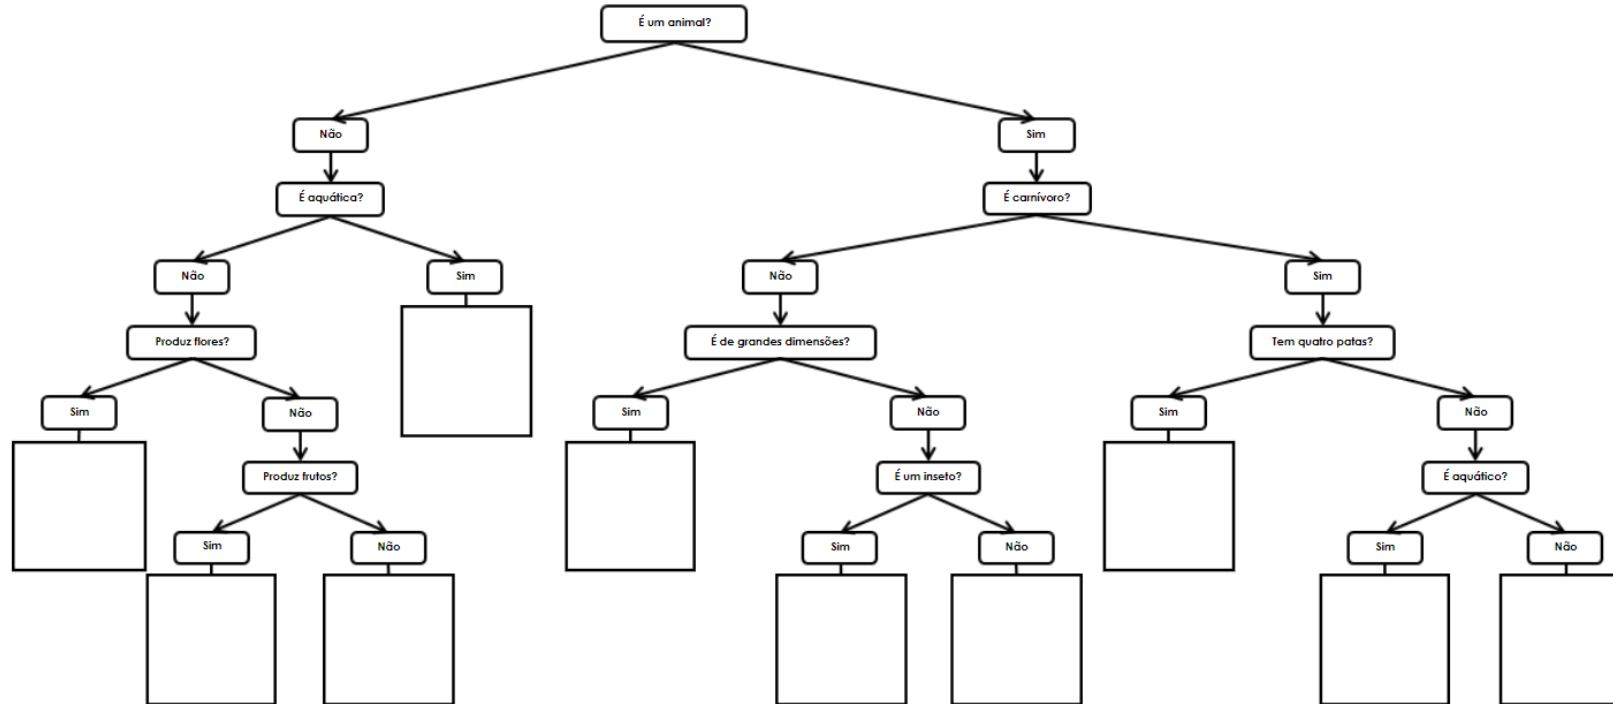 É um animal?
Não
Sim
É aquática?
É carnívoro?
Não
Sim
Não
Sim
Produz flores?
É de grandes dimensões?
Tem quatro patas?
Sim
Não
Sim
Não
Sim
Não
Produz frutos?
É um inseto?
É aquático?
Sim
Não
Sim
Não
Sim
Não